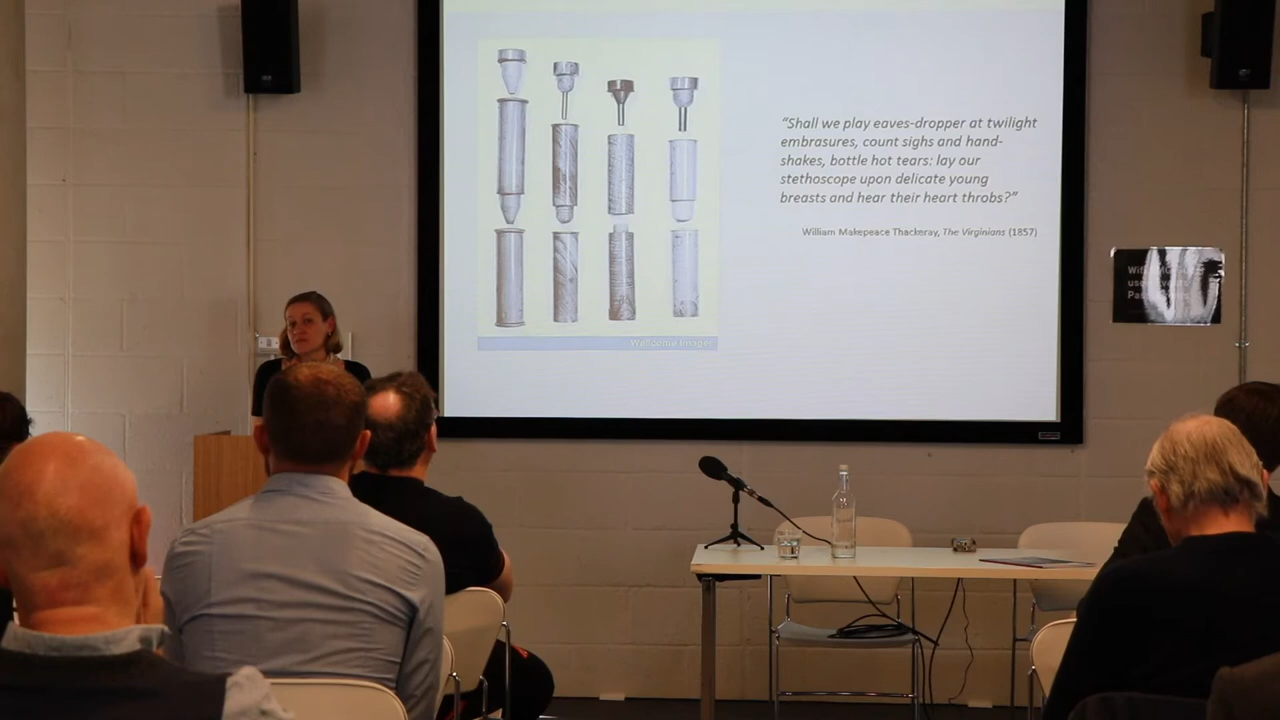 “Shall we play eaves-dropper at twilight
embrasures, count sighs and hand-
shakes, bottle hot tears: lay our
stethoscope upon delicate young
breasts and hear their heart throbs?”
William Makepeace Thackeray, The Virginians (1857)
Wellcome Images
Wifi